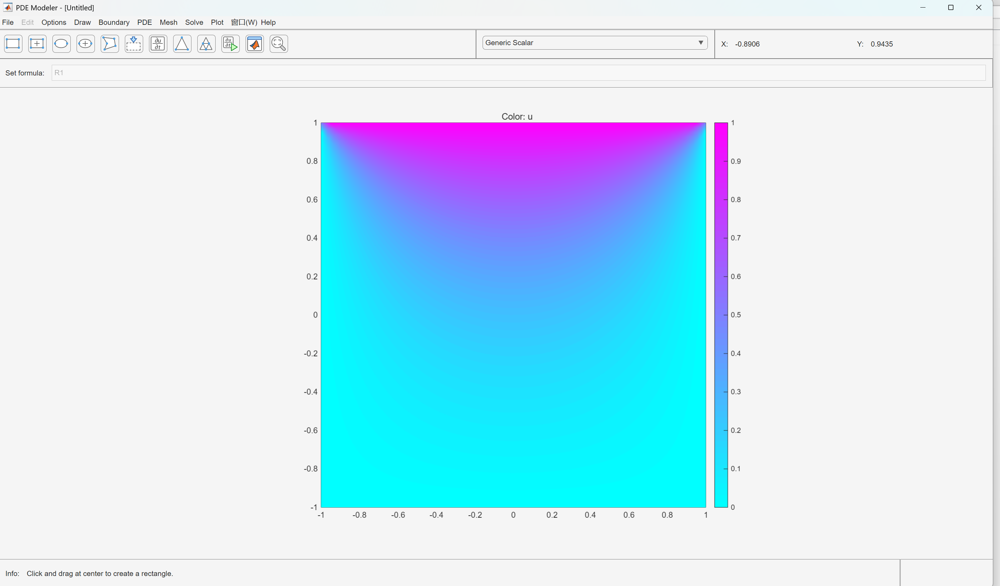 PDE Modeler - [Untitled]
File Edit Options Draw Boundary PDE Mesh Solve Plot 窗口(W) Help
∂u
∂t
∂u
∂t
Generic Scalar
X: -0.8906 Y: 0.9435
Set formula: R1
Color: u
1
0.8
0.6
0.4
0.2
0
-0.2
-0.4
-0.6
-0.8
-1
-1 -0.8 -0.6 -0.4 -0.2 0 0.2 0.4 0.6 0.8 1
1
0.9
0.8
0.7
0.6
0.5
0.4
0.3
0.2
0.1
0
Info: Click and drag at center to create a rectangle.